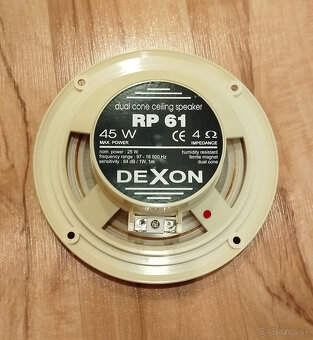 dual cone ceiling speaker
RP 61
45 W CE 4 Ω
MAX. POWER IMPEDANCE
nom. power : 25 W humidity resistant
frequency range : 97 - 16 500 Hz ferrite magnet
sensitivity : 84 dB / 1W, 1m dual cone
DEXON